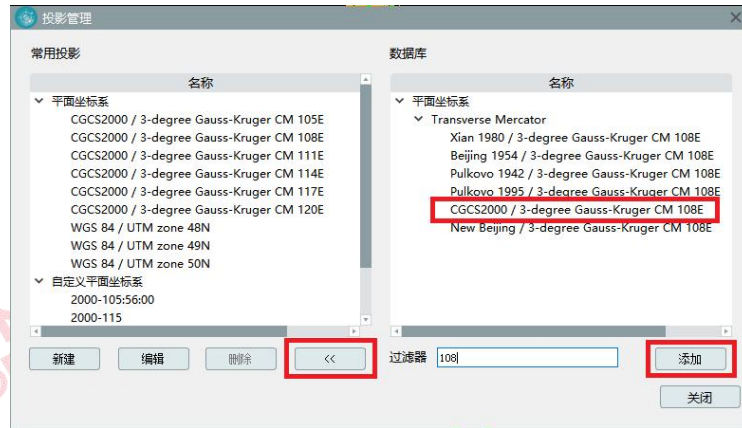 投影管理
常用投影
名称
平面坐标系
CGCS2000 / 3-degree Gauss-Kruger CM 105E
CGCS2000 / 3-degree Gauss-Kruger CM 108E
CGCS2000 / 3-degree Gauss-Kruger CM 111E
CGCS2000 / 3-degree Gauss-Kruger CM 114E
CGCS2000 / 3-degree Gauss-Kruger CM 117E
CGCS2000 / 3-degree Gauss-Kruger CM 120E
WGS 84 / UTM zone 48N
WGS 84 / UTM zone 49N
WGS 84 / UTM zone 50N
自定义平面坐标系
2000-105:56:00
2000-115
新建 编辑 删除 <<
数据库
名称
平面坐标系
Transverse Mercator
Xian 1980 / 3-degree Gauss-Kruger CM 108E
Beijing 1954 / 3-degree Gauss-Kruger CM 108E
Pulkovo 1942 / 3-degree Gauss-Kruger CM 108E
Pulkovo 1995 / 3-degree Gauss-Kruger CM 108E
CGCS2000 / 3-degree Gauss-Kruger CM 108E
New Beijing / 3-degree Gauss-Kruger CM 108E
过滤器 108 添加
关闭